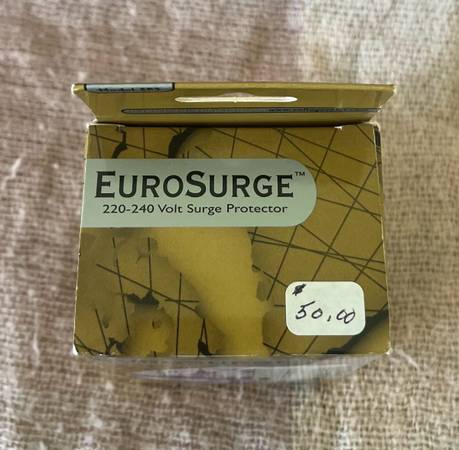 EUROSURGE™
220-240 Volt Surge Protector
$50.00